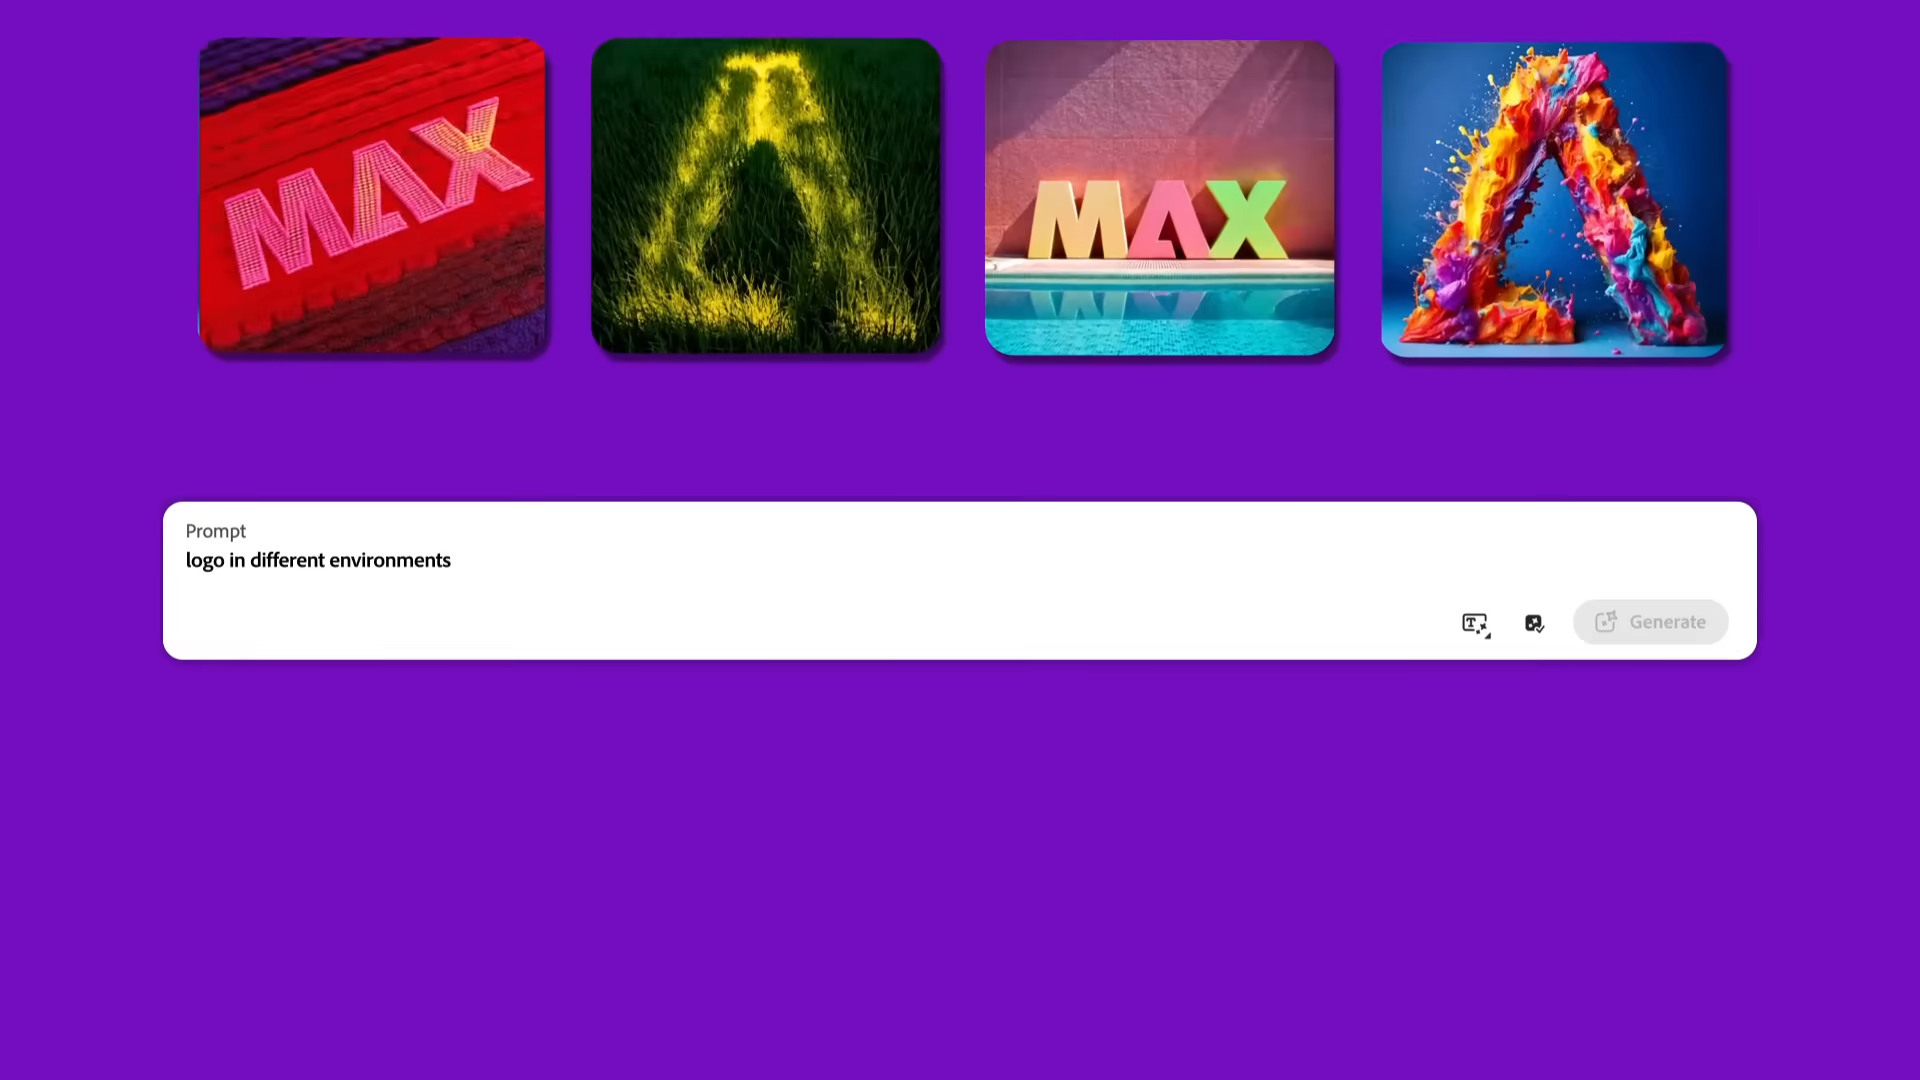 MAX
MAX
Prompt
logo in different environments
Generate